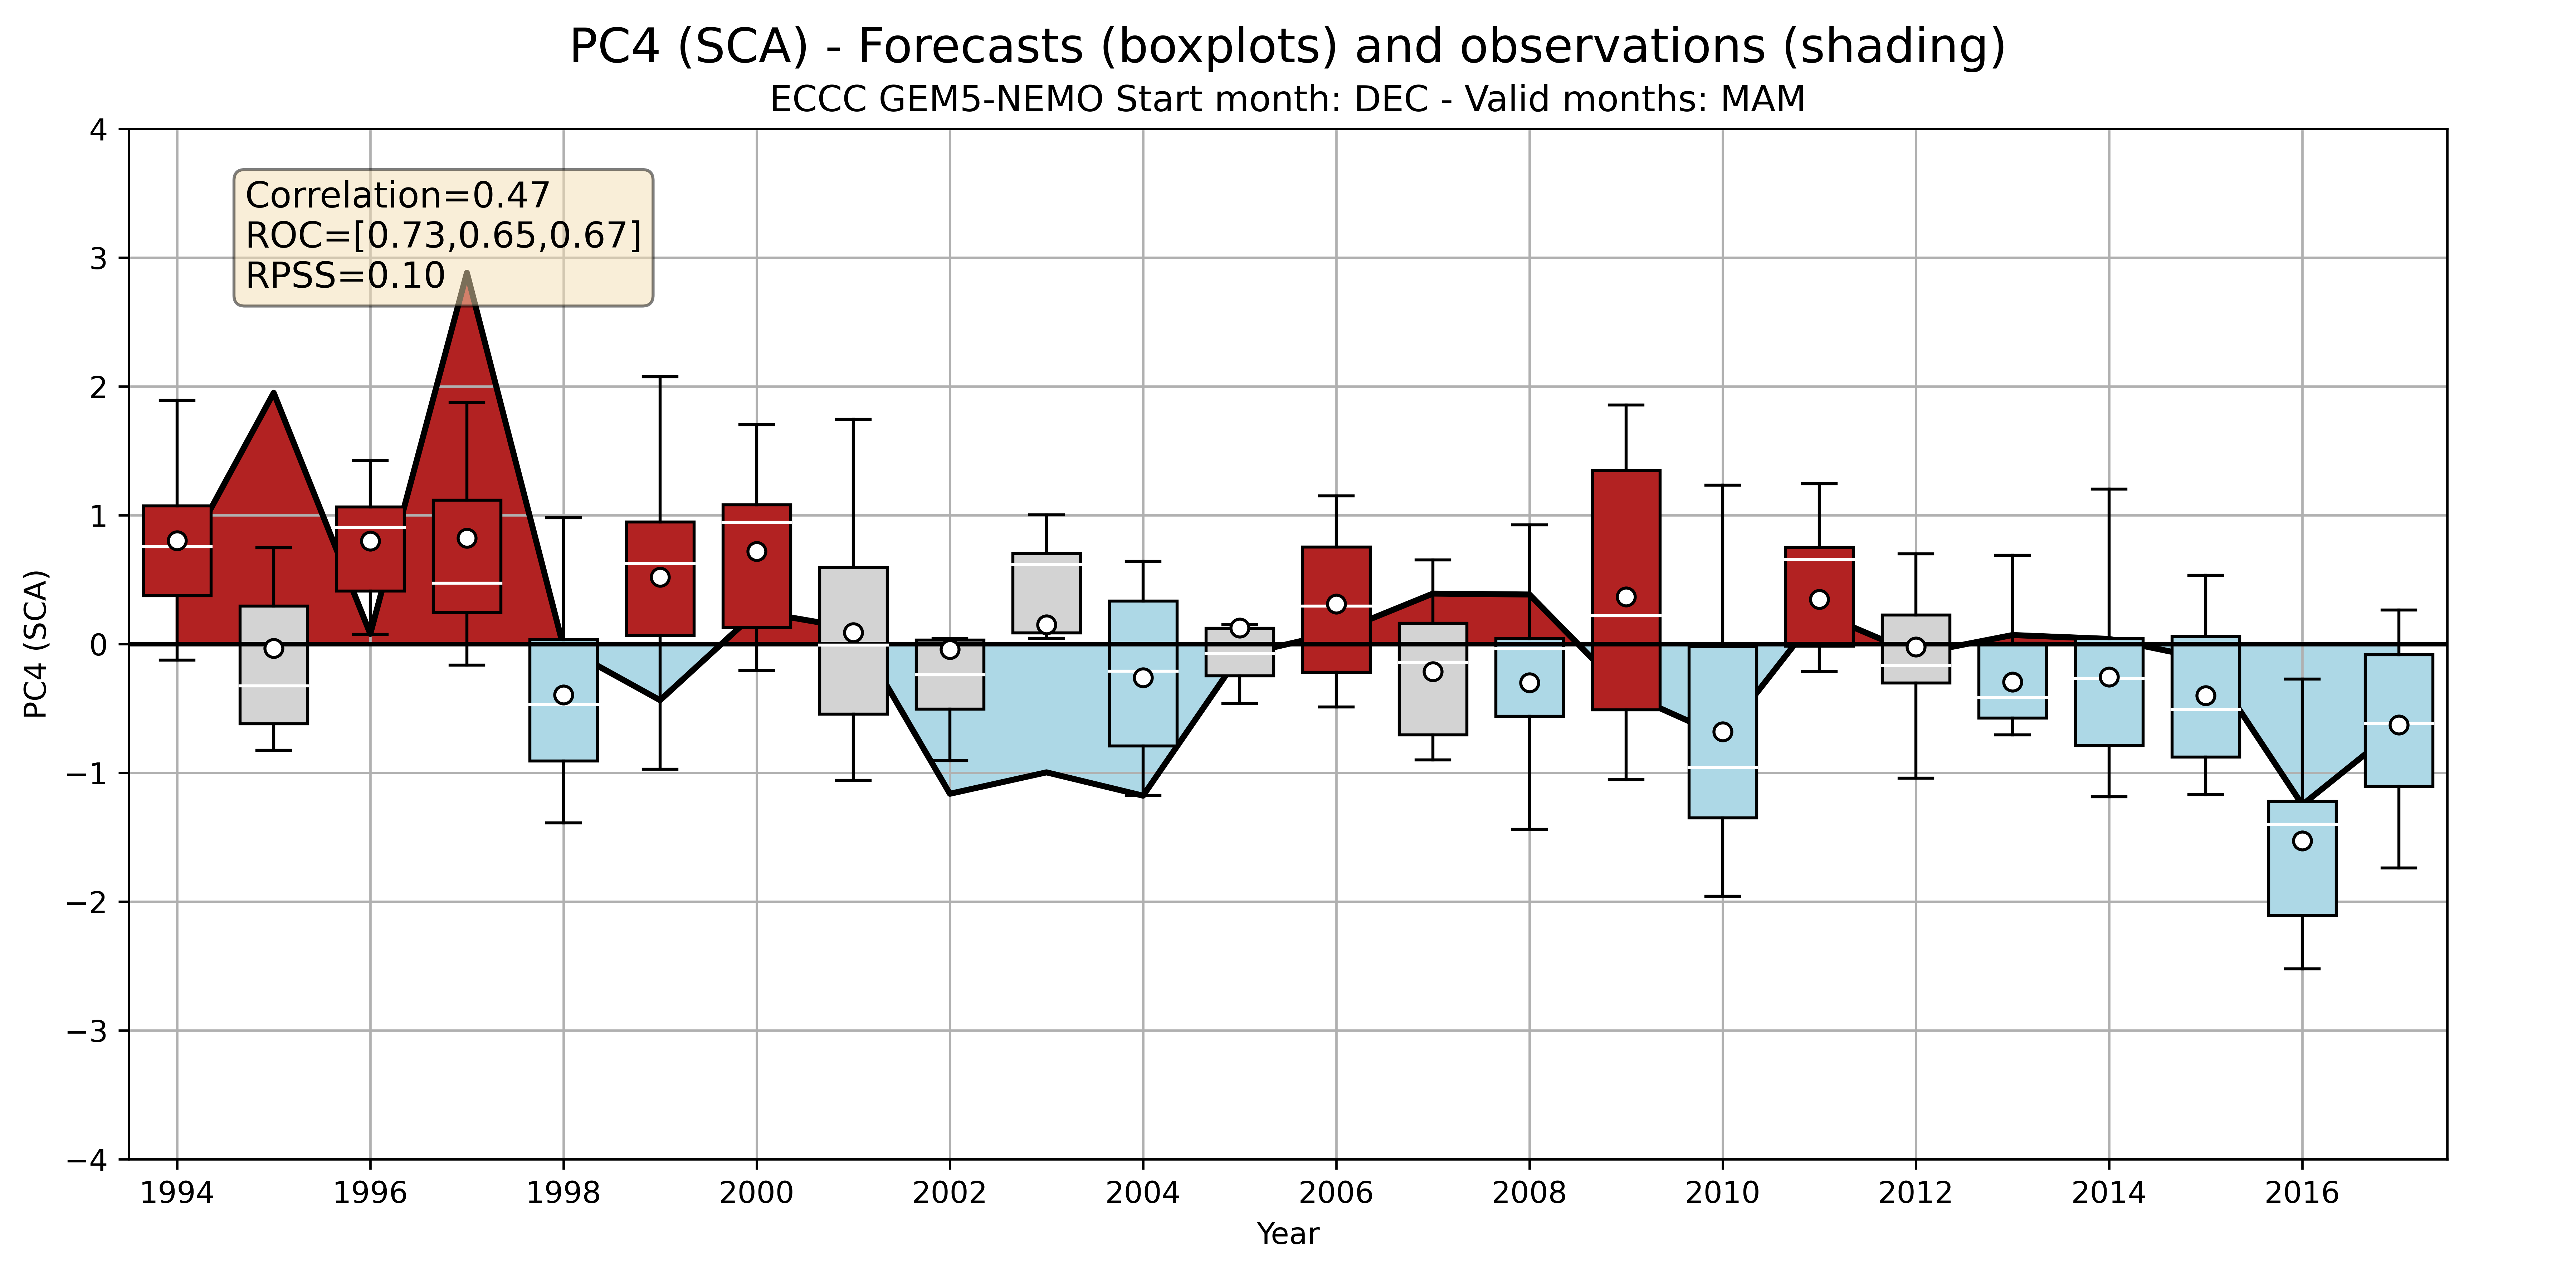 PC4 (SCA) - Forecasts (boxplots) and observations (shading)
ECCC GEM5-NEMO Start month: DEC - Valid months: MAM
4
3
2
1
0
−1
−2
−3
−4
PC4 (SCA)
Correlation=0.47
ROC=[0.73,0.65,0.67]
RPSS=0.10
1994 1996 1998 2000 2002 2004 2006 2008 2010 2012 2014 2016
Year